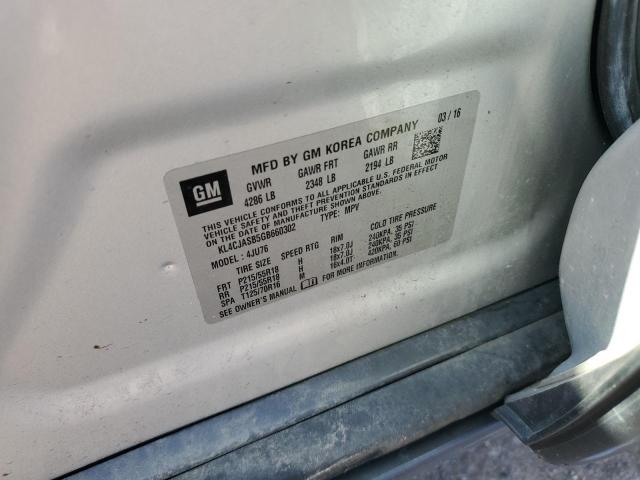 MFD BY GM KOREA COMPANY 03/16
GM
GVWR GAWR FRT GAWR RR
4286 LB 2348 LB 2194 LB
THIS VEHICLE CONFORMS TO ALL APPLICABLE U.S. FEDERAL MOTOR
VEHICLE SAFETY AND THEFT PREVENTION STANDARDS IN EFFECT
ON THE DATE OF MANUFACTURE SHOWN ABOVE.
KL4CJASB5GB660302 TYPE: MPV
MODEL: 4JU76
TIRE SIZE SPEED RTG RIM COLD TIRE PRESSURE
FRT P215/55R18 H 18x7.0J 240KPA, 35 PSI
RR P215/55R18 H 18x7.0J 240KPA, 35 PSI
SPA T125/70R16 M 16x4.0T 420KPA, 60 PSI
SEE OWNER'S MANUAL